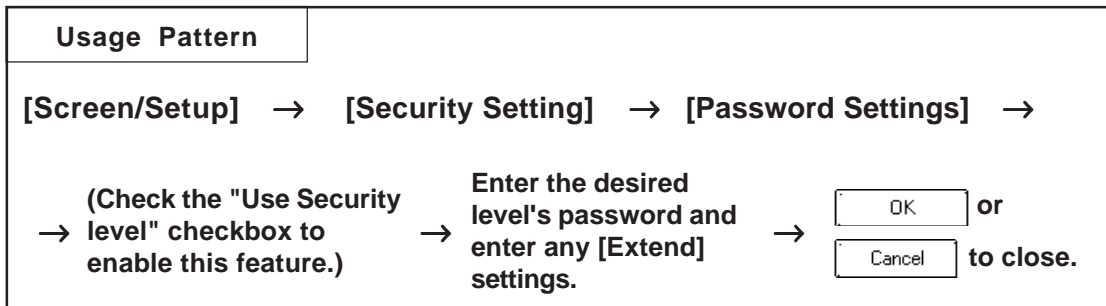 Usage Pattern
[Screen/Setup] → [Security Setting] → [Password Settings] →
→ (Check the "Use Security
level" checkbox to
enable this feature.)
→ Enter the desired
level's password and
enter any [Extend]
settings.
→ OK or
Cancel to close.